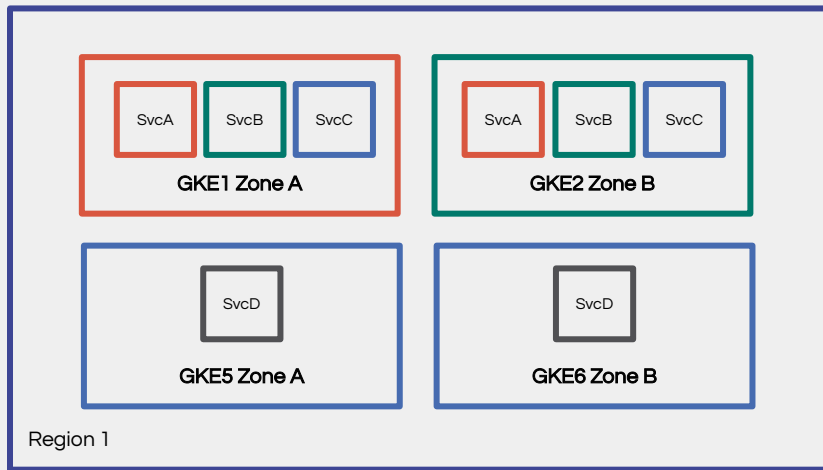 SvcA SvcB SvcC
GKE1 Zone A
SvcA SvcB SvcC
GKE2 Zone B
SvcD
GKE5 Zone A
SvcD
GKE6 Zone B
Region 1